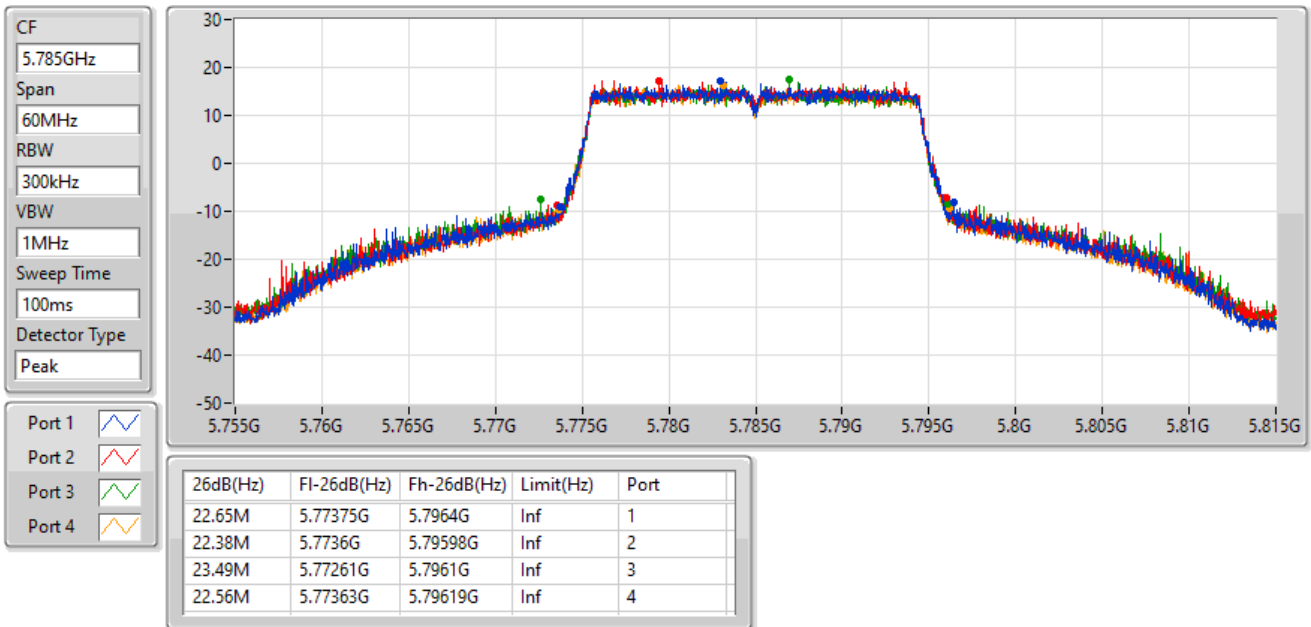 CF
5.785GHz
Span
60MHz
RBW
300kHz
VBW
1MHz
Sweep Time
100ms
Detector Type
Peak
Port 1
Port 2
Port 3
Port 4
30
20
10
0
-10
-20
-30
-40
-50
5.755G 5.76G 5.765G 5.77G 5.775G 5.78G 5.785G 5.79G 5.795G 5.8G 5.805G 5.81G 5.815G
26dB(Hz) Fl-26dB(Hz) Fh-26dB(Hz) Limit(Hz) Port
22.65M 5.77375G 5.7964G Inf 1
22.38M 5.7736G 5.79598G Inf 2
23.49M 5.77261G 5.7961G Inf 3
22.56M 5.77363G 5.79619G Inf 4